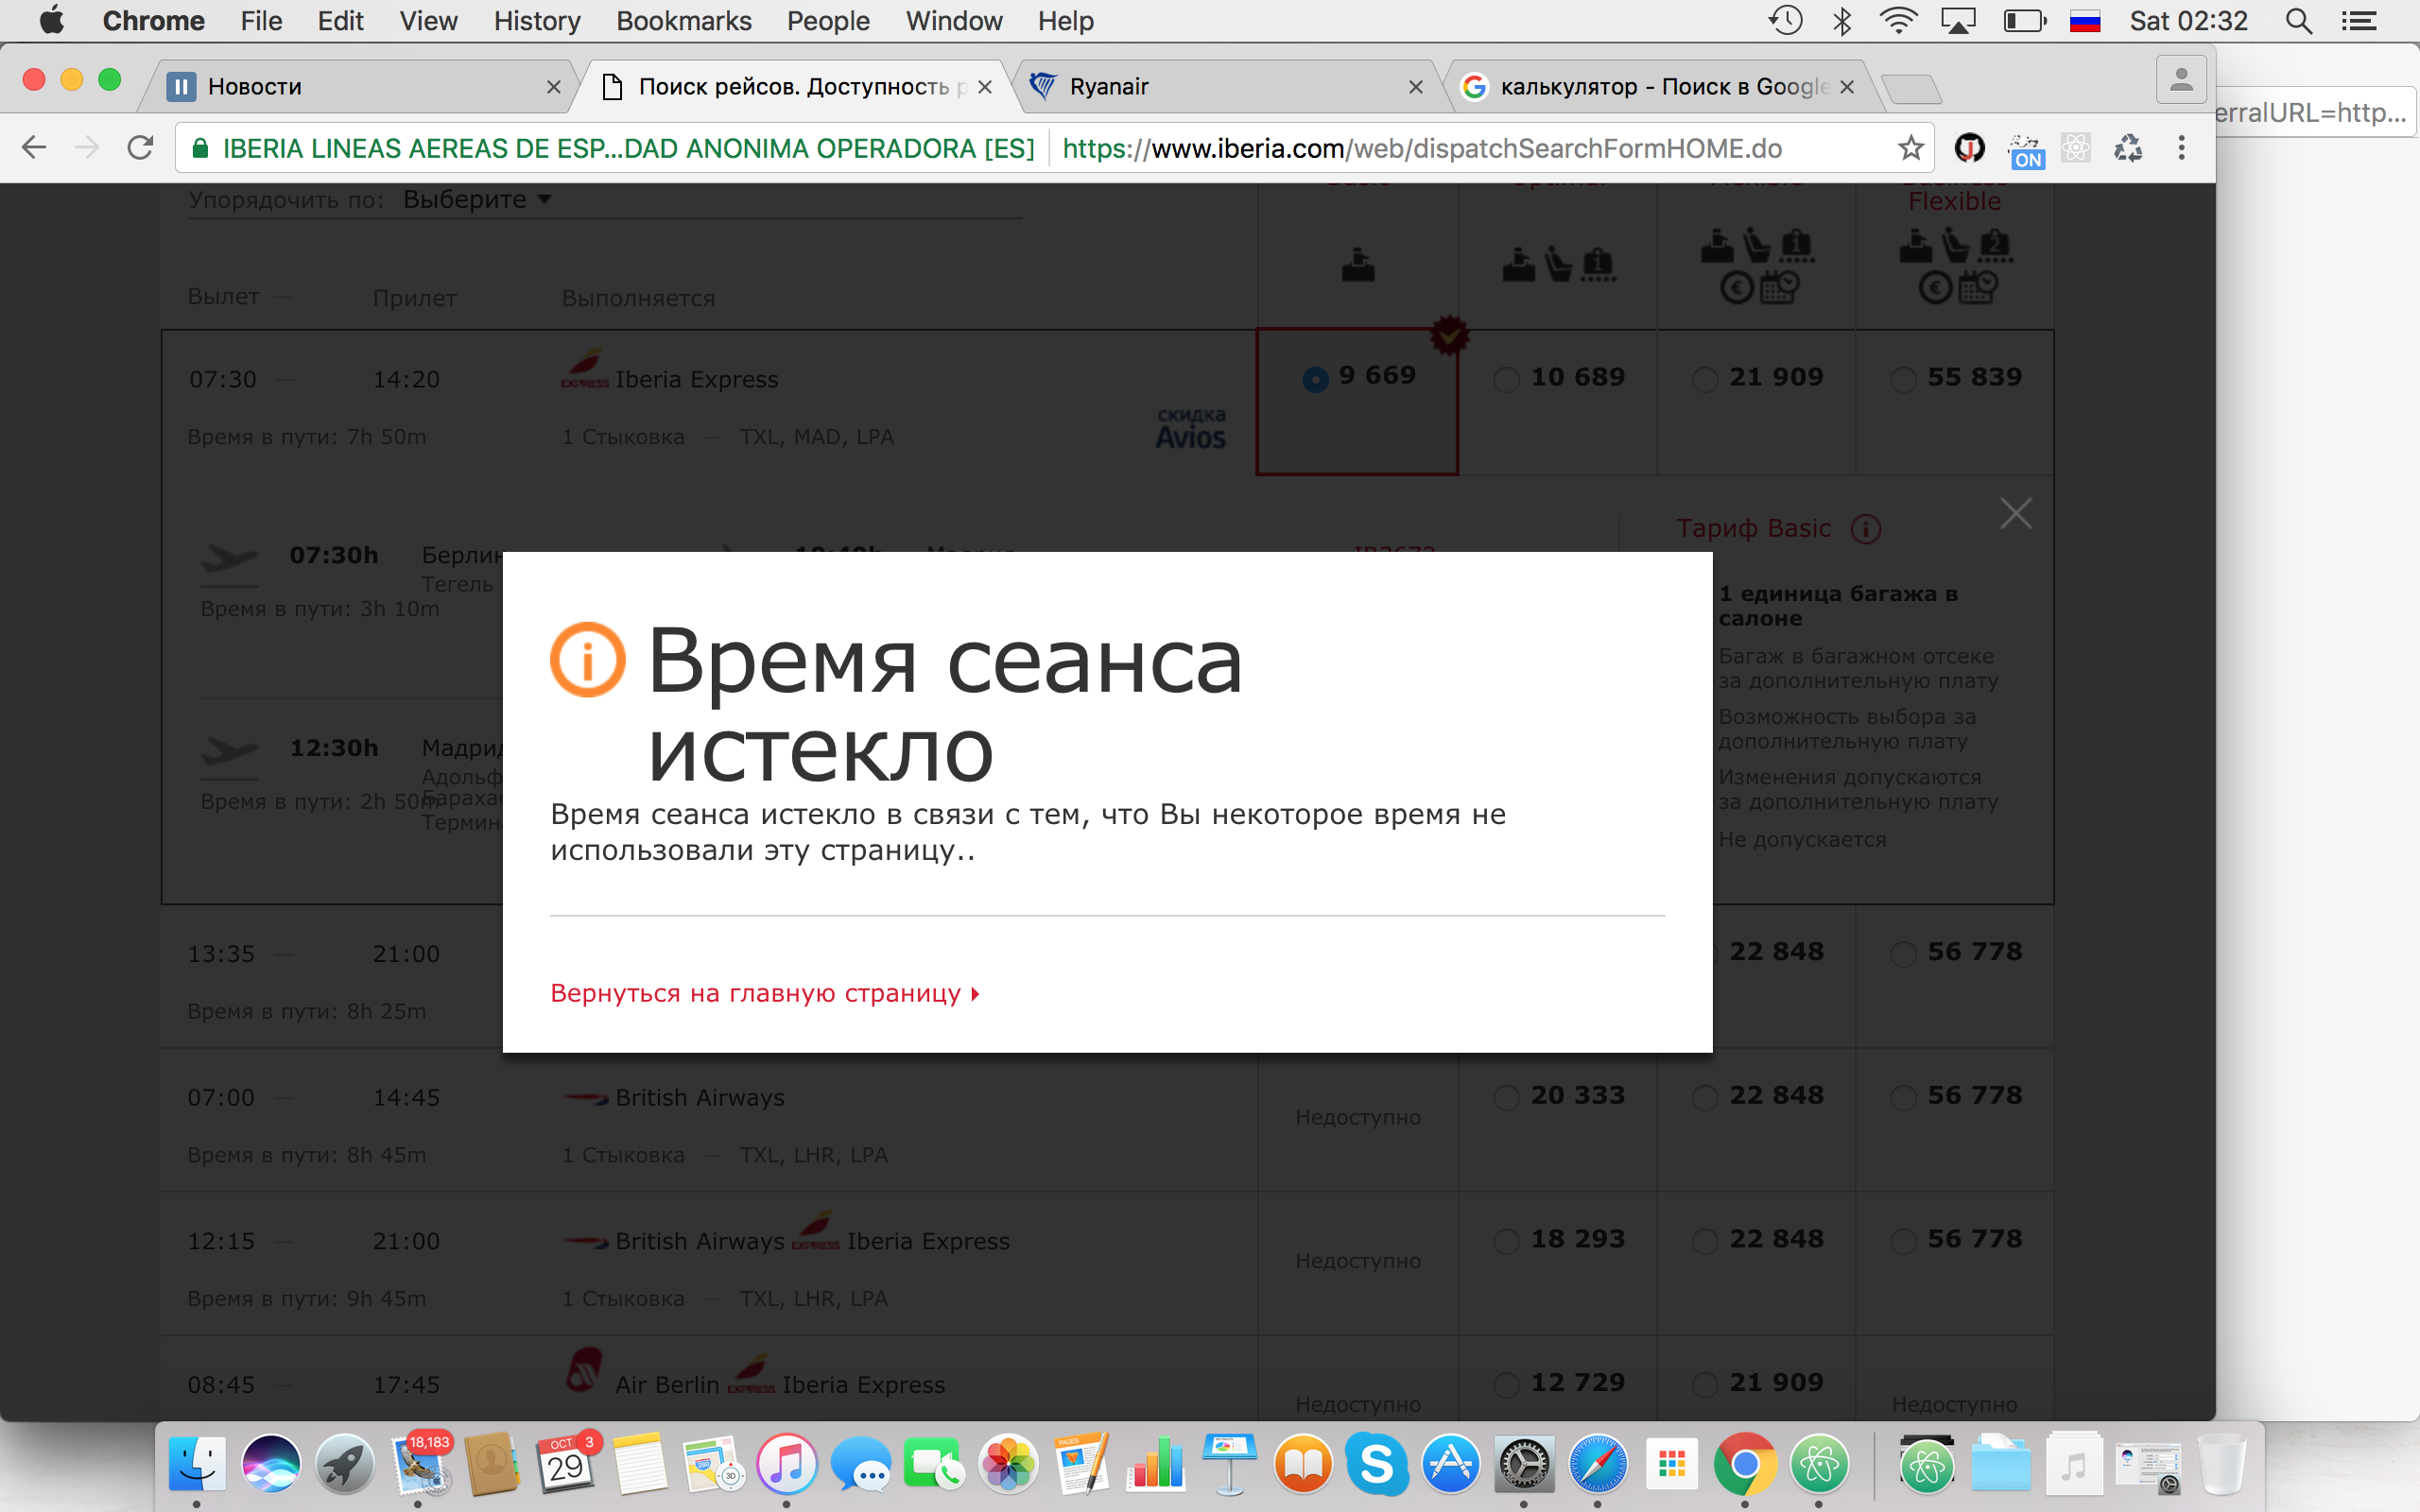 Chrome File Edit View History Bookmarks People Window Help Sat 02:32
Новости
Поиск рейсов. Доступность р
Ryanair
калькулятор - Поиск в Google
IBERIA LINEAS AEREAS DE ESP...DAD ANONIMA OPERADORA [ES] https://www.iberia.com/web/dispatchSearchFormHOME.do
ON
erralURL=http...
Упорядочить по: Выберите
Flexible
1 2
€ €
Вылет — Прилет Выполняется
07:30 — 14:20 EXPRESS Iberia Express 9 669 10 689 21 909 55 839
Время в пути: 7h 50m 1 Стыковка — TXL, MAD, LPA
скидка
Avios
Тариф Basic
07:30h Берлин
Тегель
Время в пути: 3h 10m
12:30h Мадрид
Время в пути: 2h 50m
1 единица багажа в
салоне
Багаж в багажном отсеке
за дополнительную плату
Возможность выбора за
дополнительную плату
Изменения допускаются
за дополнительную плату
Не допускается
Время сеанса
истекло
Время сеанса истекло в связи с тем, что Вы некоторое время не
использовали эту страницу..
Вернуться на главную страницу
13:35 — 21:00 22 848 56 778
Время в пути: 8h 25m
07:00 — 14:45 British Airways Недоступно 20 333 22 848 56 778
Время в пути: 8h 45m 1 Стыковка — TXL, LHR, LPA
12:15 — 21:00 British Airways EXPRESS Iberia Express Недоступно 18 293 22 848 56 778
Время в пути: 9h 45m 1 Стыковка — TXL, LHR, LPA
08:45 — 17:45 Air Berlin EXPRESS Iberia Express Недоступно 12 729 21 909 Недоступно
18,183
OCT 3
29
280
3D
PAGES